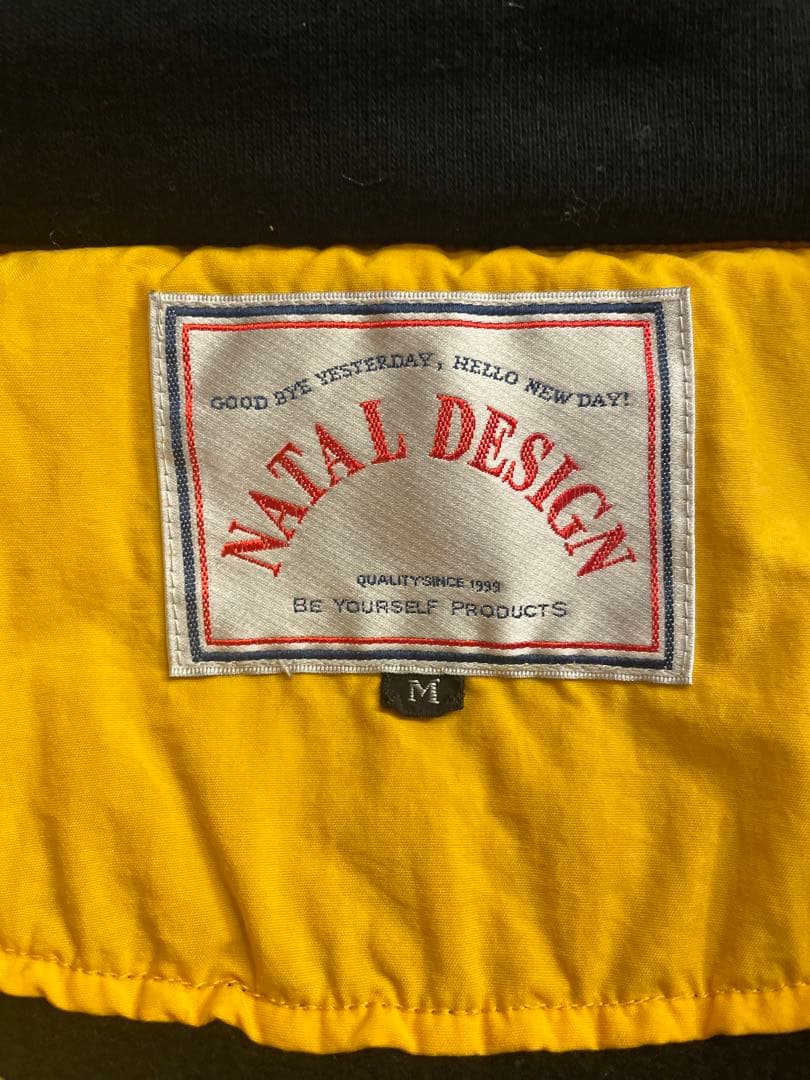 GOOD BYE YESTERDAY, HELLO NEW DAY!
NATAL DESIGN
QUALITY SINCE 1999
BE YOURSELF PRODUCTS
M